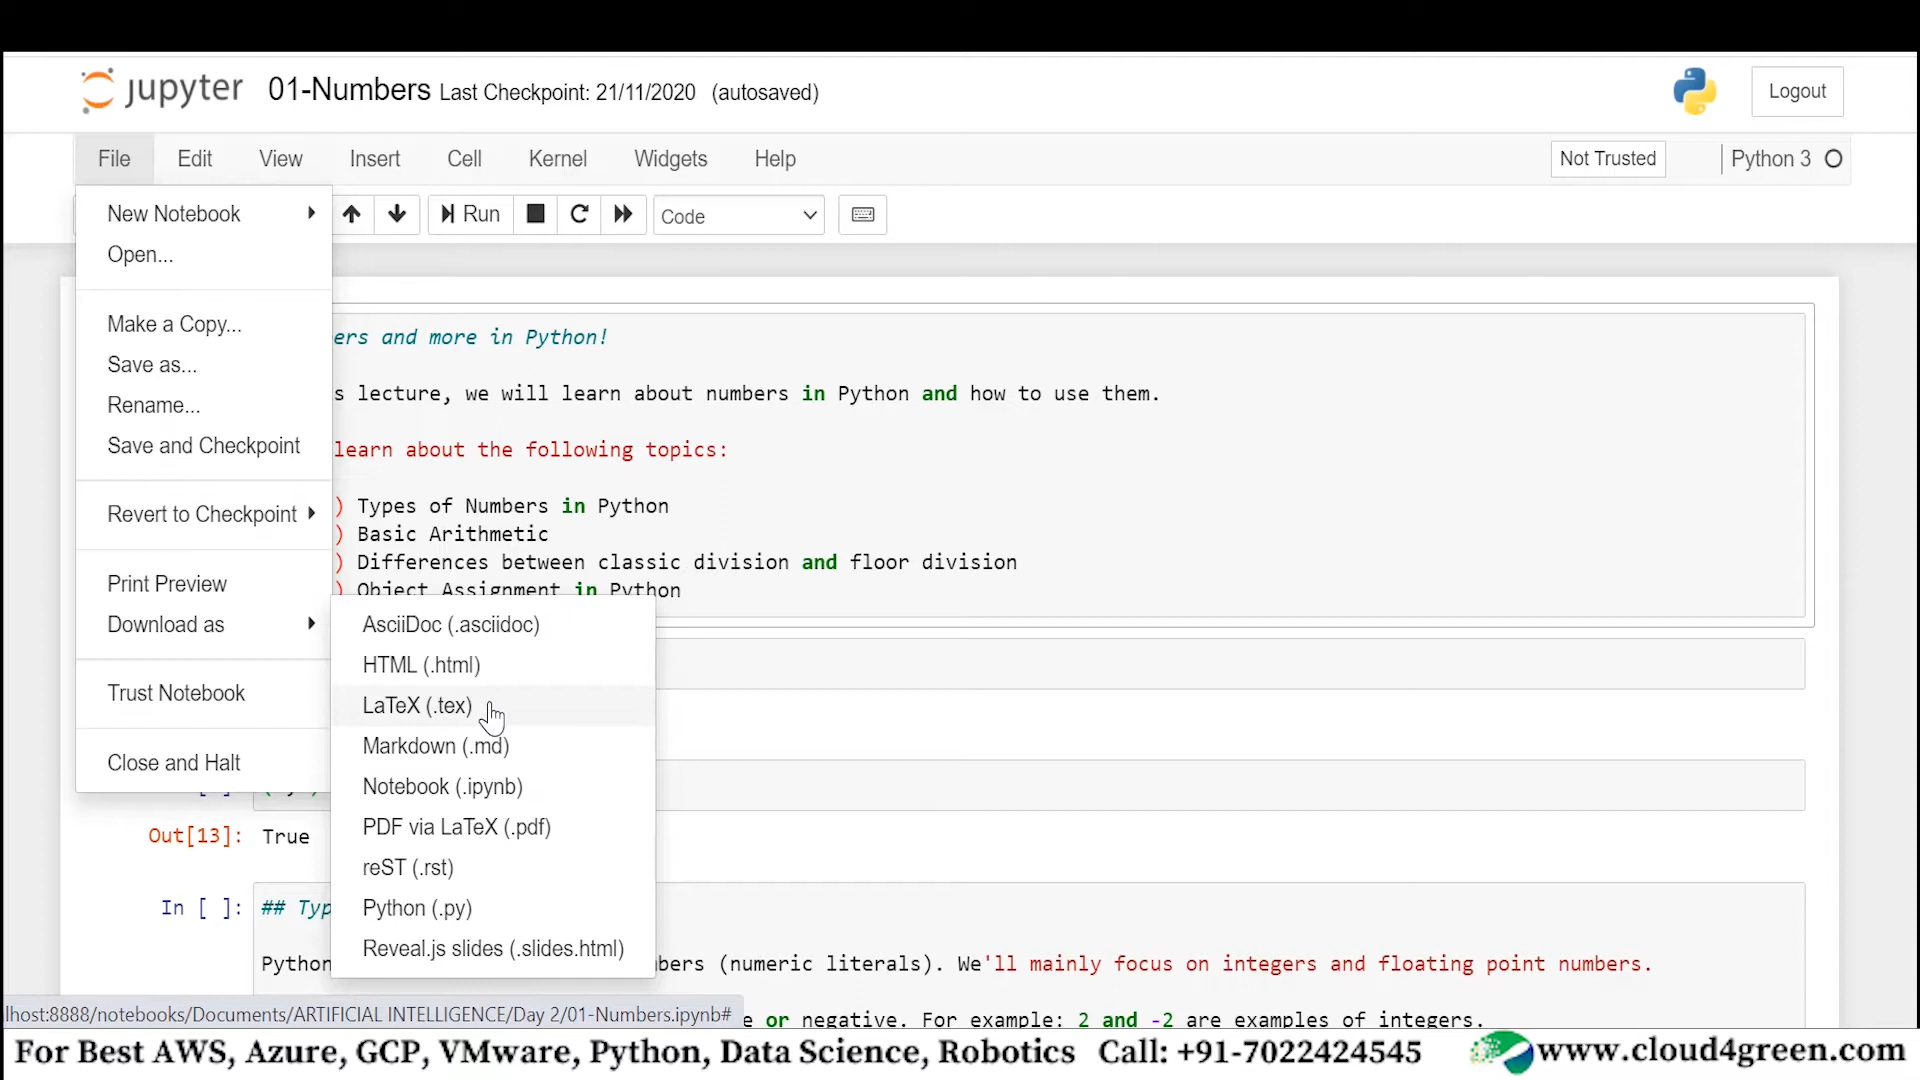 jupyter 01-Numbers Last Checkpoint: 21/11/2020 (autosaved)
Logout
File Edit View Insert Cell Kernel Widgets Help
Not Trusted
Python 3
New Notebook
Run
Code
Open...
Make a Copy...
Save as...
Rename...
Save and Checkpoint
Revert to Checkpoint
Print Preview
Download as
Trust Notebook
Close and Halt
ers and more in Python!
s lecture, we will learn about numbers in Python and how to use them.
learn about the following topics:
) Types of Numbers in Python
) Basic Arithmetic
) Differences between classic division and floor division
) Object Assignment in Python
AsciiDoc (.asciidoc)
HTML (.html)
LaTeX (.tex)
Markdown (.md)
Notebook (.ipynb)
PDF via LaTeX (.pdf)
reST (.rst)
Python (.py)
Reveal.js slides (.slides.html)
Out[13]: True
In [ ]: ## Typ
Python
bers (numeric literals). We'll mainly focus on integers and floating point numbers.
lhost:8888/notebooks/Documents/ARTIFICIAL INTELLIGENCE/Day 2/01-Numbers.ipynb#
e or negative. For example: 2 and -2 are examples of integers.
For Best AWS, Azure, GCP, VMware, Python, Data Science, Robotics Call: +91-7022424545 www.cloud4green.com